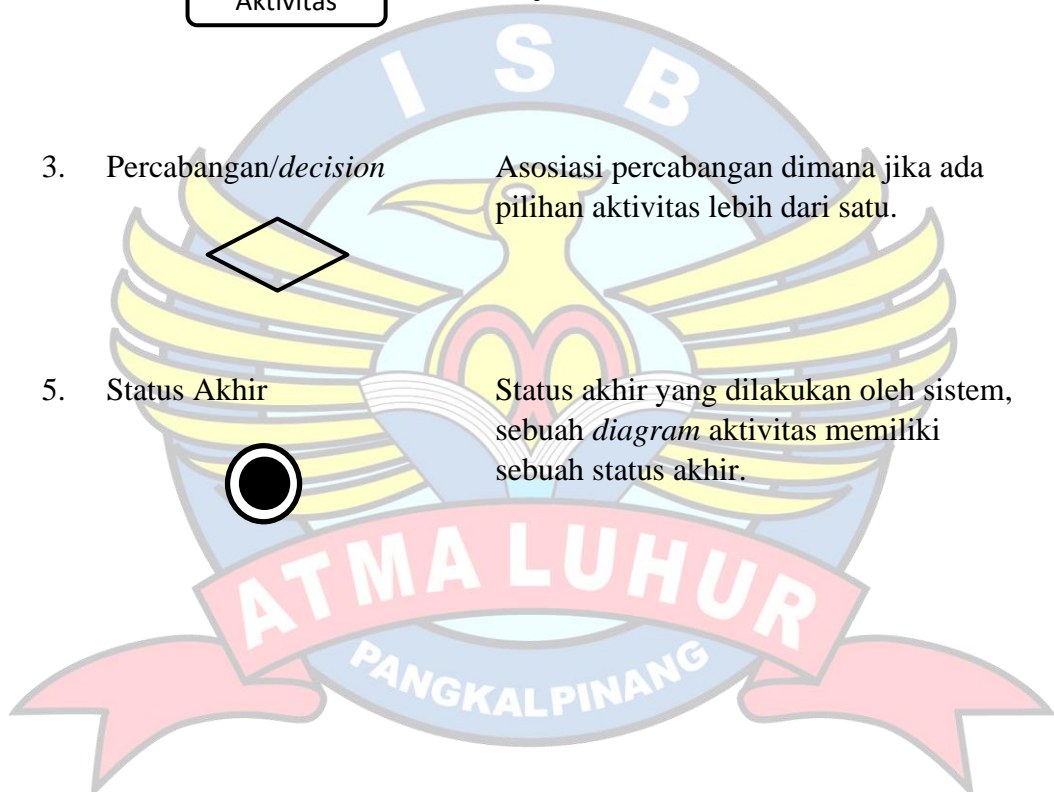 Aktivitas
3. Percabangan/decision Asosiasi percabangan dimana jika ada
pilihan aktivitas lebih dari satu.
5. Status Akhir Status akhir yang dilakukan oleh sistem,
sebuah diagram aktivitas memiliki
sebuah status akhir.
I S B
ATMA LUHUR
PANGKALPINANG